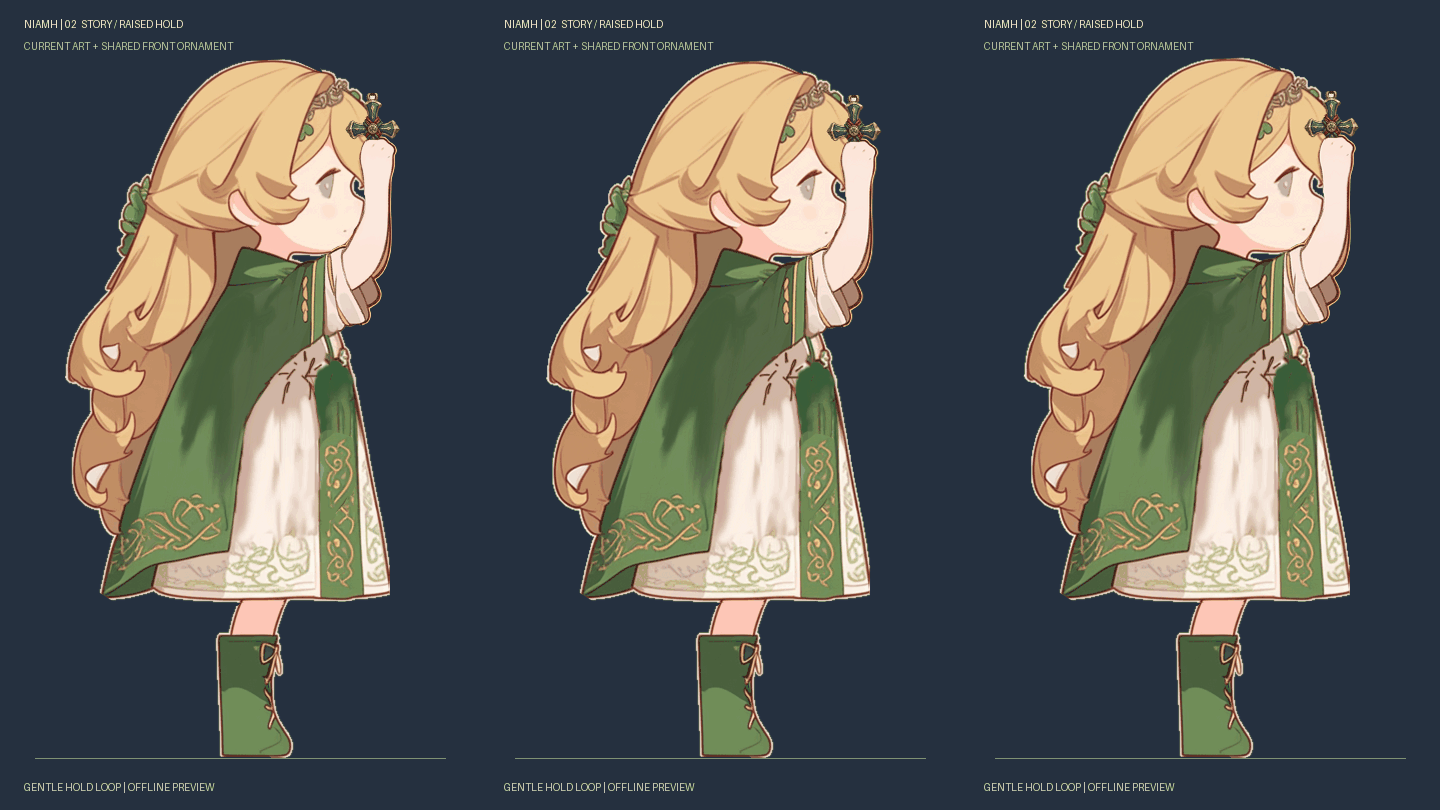 NIAMH | 02 STORY / RAISED HOLD
CURRENT ART + SHARED FRONT ORNAMENT
GENTLE HOLD LOOP | OFFLINE PREVIEW
NIAMH | 02 STORY / RAISED HOLD
CURRENT ART + SHARED FRONT ORNAMENT
GENTLE HOLD LOOP | OFFLINE PREVIEW
NIAMH | 02 STORY / RAISED HOLD
CURRENT ART + SHARED FRONT ORNAMENT
GENTLE HOLD LOOP | OFFLINE PREVIEW